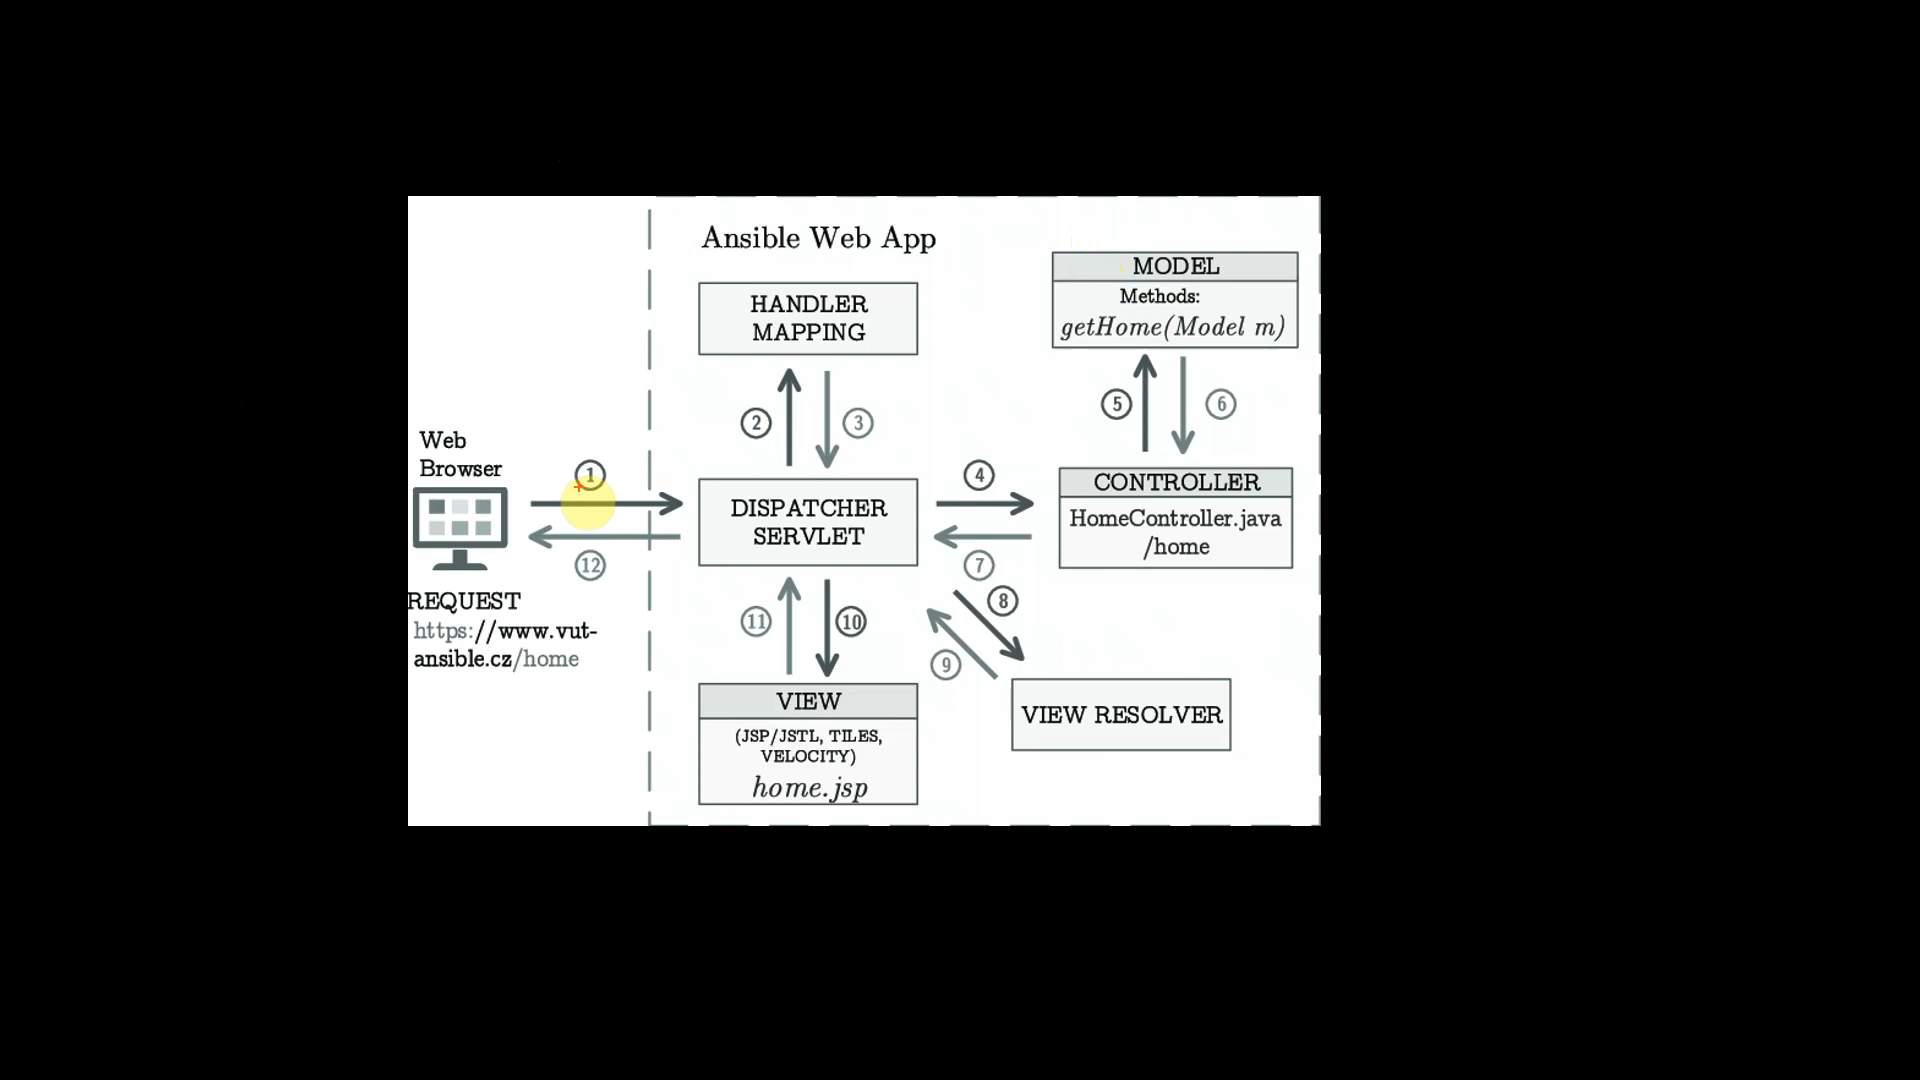 Ansible Web App
HANDLER
MAPPING
MODEL
Methods:
getHome(Model m)
2
3
5
6
Web
Browser
1
12
DISPATCHER
SERVLET
4
7
CONTROLLER
HomeController.java
/home
REQUEST
https://www.vut-
ansible.cz/home
11
10
8
9
VIEW
(JSP/JSTL, TILES,
VELOCITY)
home.jsp
VIEW RESOLVER